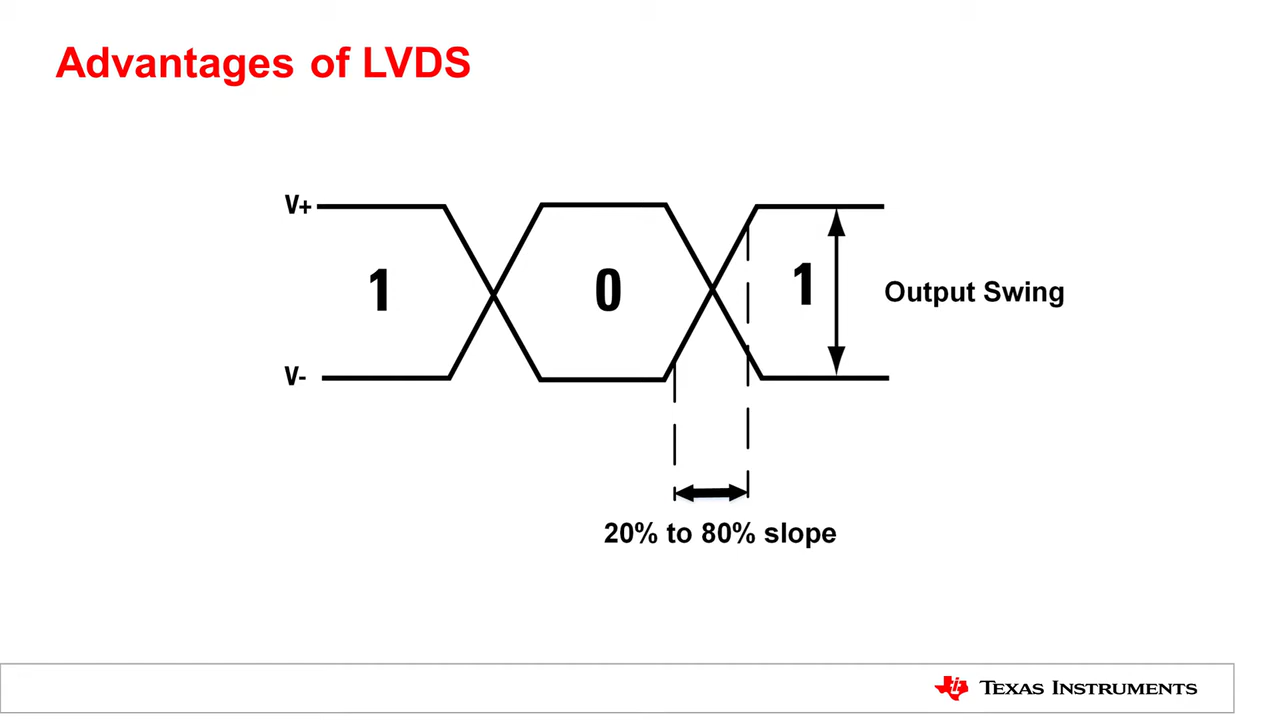 Advantages of LVDS
V+
1
0
1
Output Swing
V-
20% to 80% slope
TEXAS INSTRUMENTS